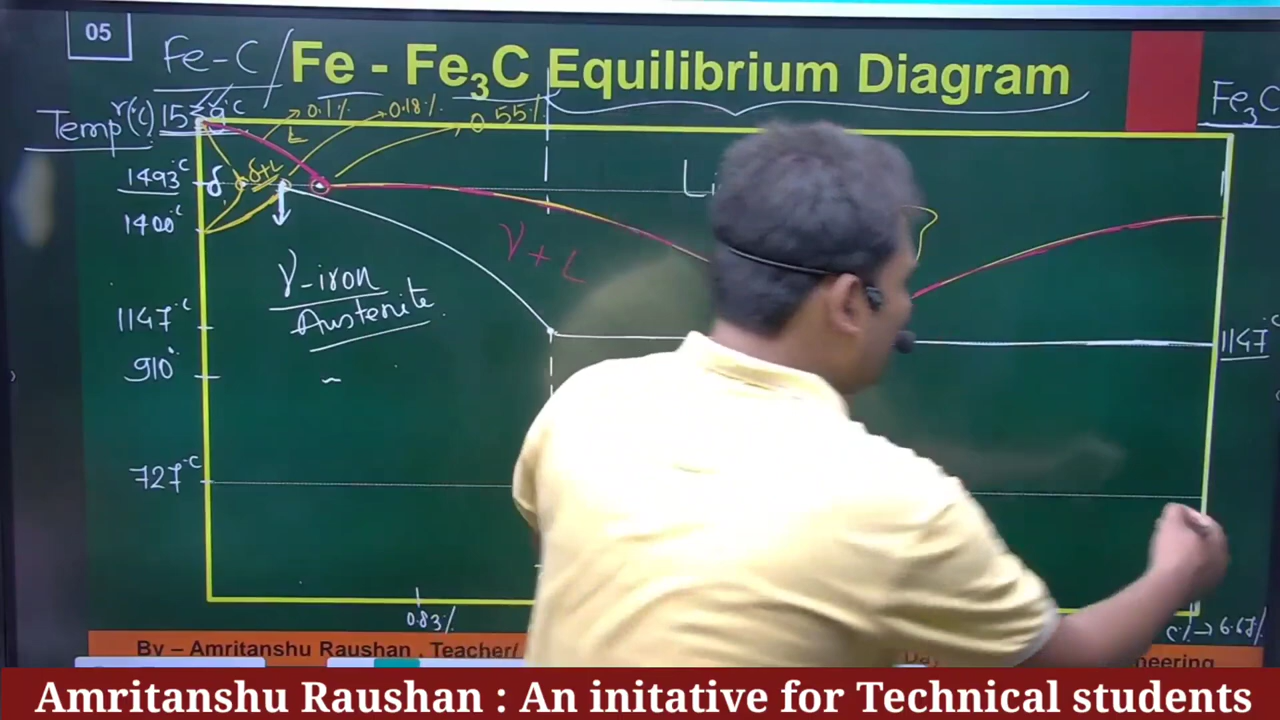 05
Fe-C/
Fe - Fe₃C Equilibrium Diagram
Fe₃C
Temp
0.1%
0.18%
0.55%
L
1493°C
δ
δ+L
1400°C
γ+L
γ-iron
Austenite
1147°C
1147°C
910°
727°C
0.83%
c% → 6.67%
By – Amritanshu Raushan , Teacher/
neering
Amritanshu Raushan : An initative for Technical students